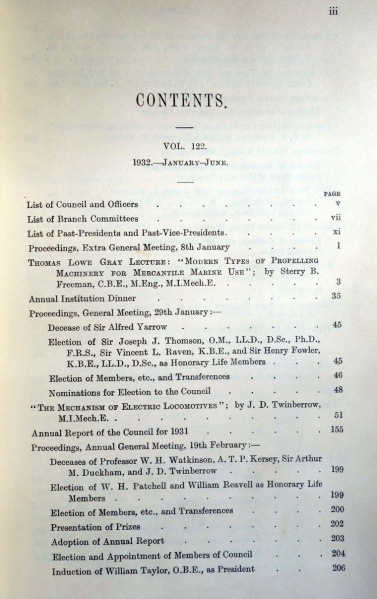 iii
CONTENTS.
VOL. 122.
1932.—January–June.
PAGE
List of Council and Officers . . . . . . v
List of Branch Committees . . . . . . vii
List of Past-Presidents and Past-Vice-Presidents. . . . xi
Proceedings, Extra General Meeting, 8th January . . . . 1
Thomas Lowe Gray Lecture: "Modern Types of Propelling
Machinery for Mercantile Marine Use"; by Sterry B.
Freeman, C.B.E., M.Eng., M.I.Mech.E. . . . . 3
Annual Institution Dinner . . . . . . 35
Proceedings, General Meeting, 29th January:—
Decease of Sir Alfred Yarrow . . . . . 45
Election of Sir Joseph J. Thomson, O.M., LL.D., D.Sc., Ph.D.,
F.R.S., Sir Vincent L. Raven, K.B.E., and Sir Henry Fowler,
K.B.E., LL.D., D.Sc., as Honorary Life Members . . . 45
Election of Members, etc., and Transferences . . . 46
Nominations for Election to the Council . . . . 48
"The Mechanism of Electric Locomotives"; by J. D. Twinberrow,
M.I.Mech.E. . . . . . . . 51
Annual Report of the Council for 1931 . . . . . 155
Proceedings, Annual General Meeting, 19th February:—
Deceases of Professor W. H. Watkinson, A. T. P. Kersey, Sir Arthur
M. Duckham, and J. D. Twinberrow . . . . 199
Election of W. H. Patchell and William Reavell as Honorary Life
Members . . . . . . . 199
Election of Members, etc., and Transferences . . . 200
Presentation of Prizes . . . . . 202
Adoption of Annual Report . . . . . 203
Election and Appointment of Members of Council . . . 204
Induction of William Taylor, O.B.E., as President . . . 206